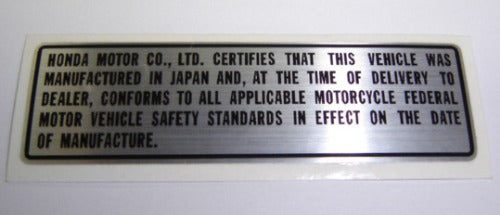 HONDA MOTOR CO., LTD. CERTIFIES THAT THIS VEHICLE WAS
MANUFACTURED IN JAPAN AND, AT THE TIME OF DELIVERY TO
DEALER, CONFORMS TO ALL APPLICABLE MOTORCYCLE FEDERAL
MOTOR VEHICLE SAFETY STANDARDS IN EFFECT ON THE DATE
OF MANUFACTURE.